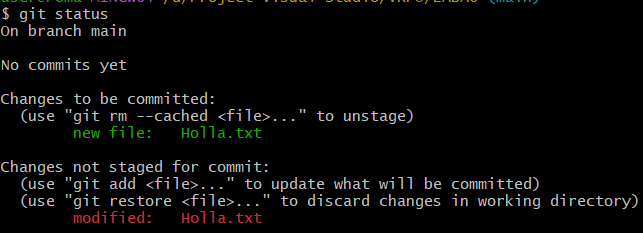 $ git status
On branch main
No commits yet
Changes to be committed:
(use "git rm --cached <file>..." to unstage)
new file: Holla.txt
Changes not staged for commit:
(use "git add <file>..." to update what will be committed)
(use "git restore <file>..." to discard changes in working directory)
modified: Holla.txt